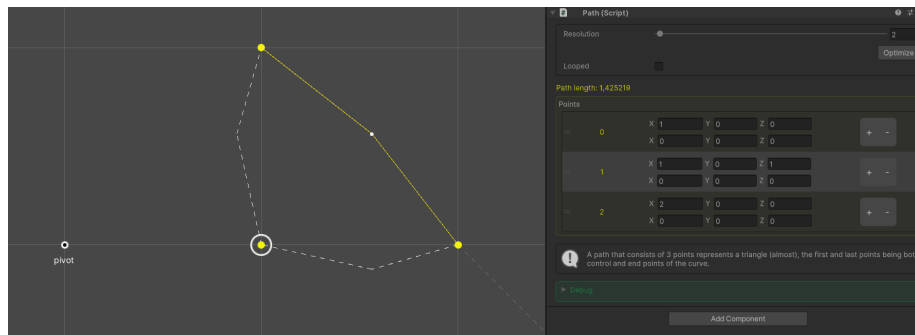 pivot
Path (Script)
Resolution 2
Optimize
Looped
Path length: 1,425219
Points
0 X 1 Y 0 Z 0
X 0 Y 0 Z 0
+ -
1 X 1 Y 0 Z 1
X 0 Y 0 Z 0
+ -
2 X 2 Y 0 Z 0
X 0 Y 0 Z 0
+ -
A path that consists of 3 points represents a triangle (almost), the first and last points being bot
control and end points of the curve.
Debug
Add Component